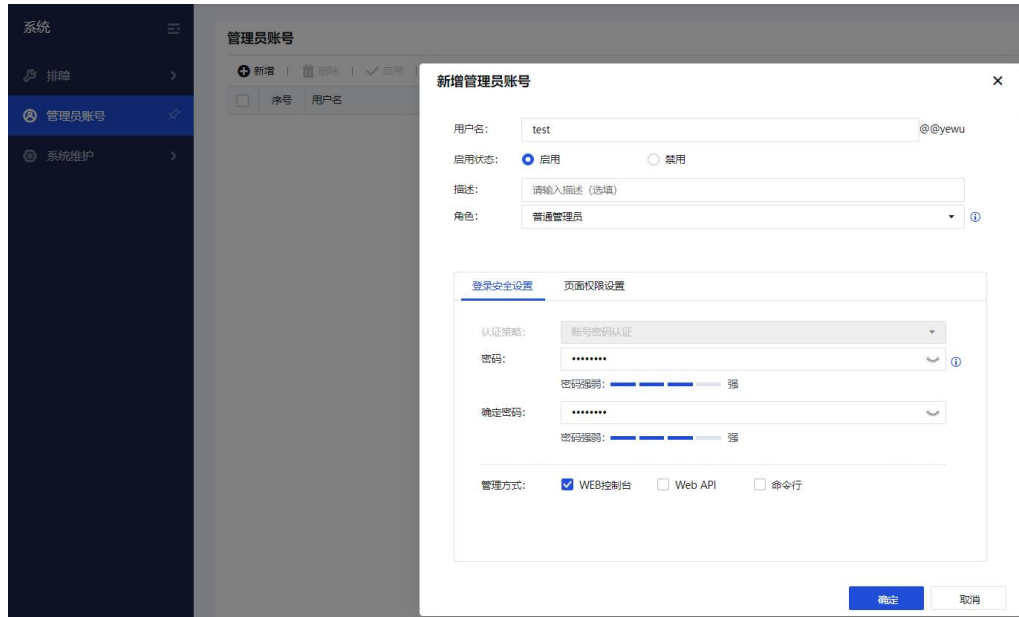 系统
排障
管理员账号
系统维护
管理员账号
新增 删除 启用
序号 用户名
新增管理员账号
用户名: test @@yewu
启用状态: 启用 禁用
描述: 请输入描述（选填）
角色: 普通管理员
登录安全设置 页面权限设置
认证策略: 账号密码认证
密码: ••••••••
密码强弱: 强
确定密码: ••••••••
密码强弱: 强
管理方式: WEB控制台 Web API 命令行
确定 取消